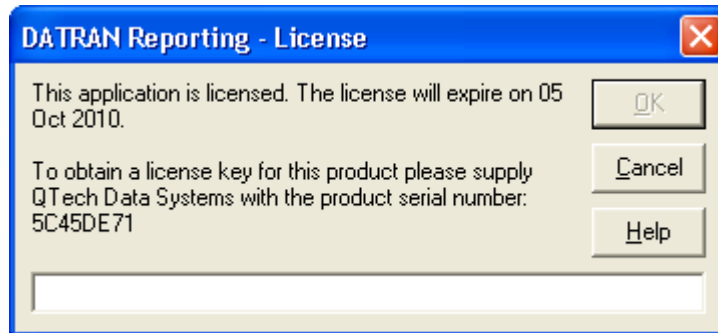 DATRAN Reporting - License
This application is licensed. The license will expire on 05
Oct 2010.
OK
To obtain a license key for this product please supply
QTech Data Systems with the product serial number:
5C45DE71
Cancel
Help